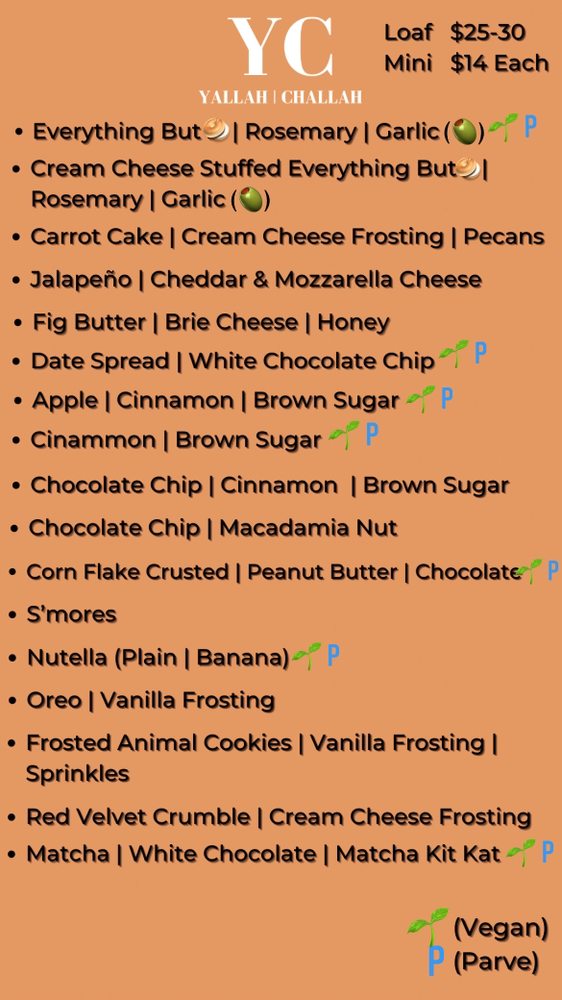 YC
YALLAH | CHALLAH
Loaf $25-30
Mini $14 Each
• Everything But🥯| Rosemary | Garlic (🫒)🌱 P
• Cream Cheese Stuffed Everything But🥯|
Rosemary | Garlic (🫒)
• Carrot Cake | Cream Cheese Frosting | Pecans
• Jalapeño | Cheddar & Mozzarella Cheese
• Fig Butter | Brie Cheese | Honey
• Date Spread | White Chocolate Chip 🌱 P
• Apple | Cinnamon | Brown Sugar 🌱 P
• Cinammon | Brown Sugar 🌱 P
• Chocolate Chip | Cinnamon | Brown Sugar
• Chocolate Chip | Macadamia Nut
• Corn Flake Crusted | Peanut Butter | Chocolate🌱 P
• S'mores
• Nutella (Plain | Banana)🌱 P
• Oreo | Vanilla Frosting
• Frosted Animal Cookies | Vanilla Frosting |
Sprinkles
• Red Velvet Crumble | Cream Cheese Frosting
• Matcha | White Chocolate | Matcha Kit Kat 🌱 P
🌱 (Vegan)
P (Parve)